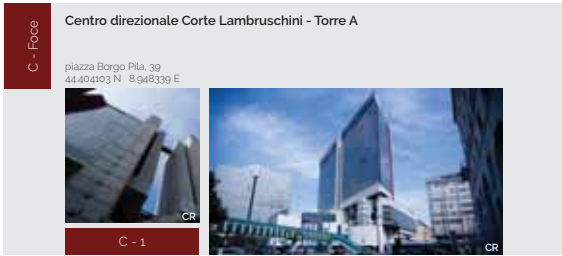 C - Foce
Centro direzionale Corte Lambruschini - Torre A
piazza Borgo Pila, 39
44.404103 N 8.948339 E
CR
CR
C - 1